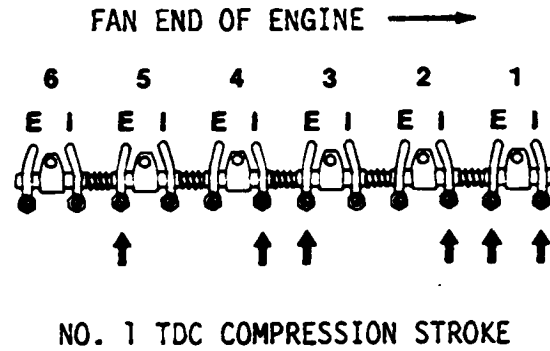 FAN END OF ENGINE
6 5 4 3 2 1
E I E I E I E I E I E I
NO. 1 TDC COMPRESSION STROKE